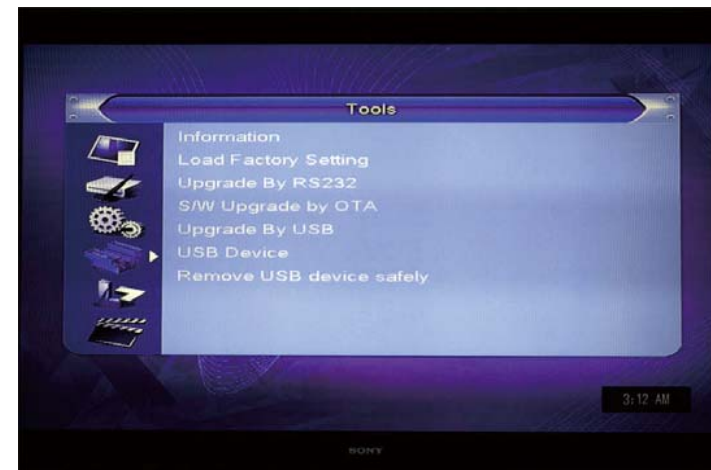 Tools
Information
Load Factory Setting
Upgrade By RS232
S/W Upgrade by OTA
Upgrade By USB
USB Device
Remove USB device safely
3:12 AM
SONY